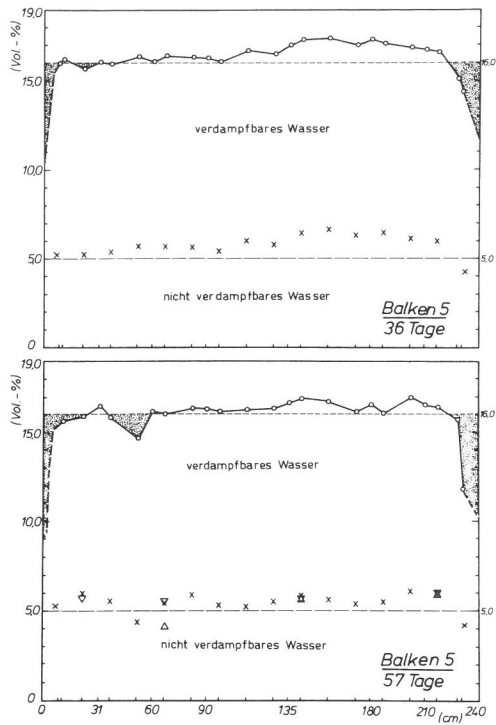 19,0
(Vol.-%)
15,0
16,0
verdampfbares Wasser
10,0
5,0
5,0
nicht verdampfbares Wasser
Balken 5
36 Tage
0
19,0
(Vol.-%)
15,0
verdampfbares Wasser
10,0
5,0
5,0
nicht verdampfbares Wasser
Balken 5
57 Tage
0
0 31 60 90 135 180 210 (cm) 240